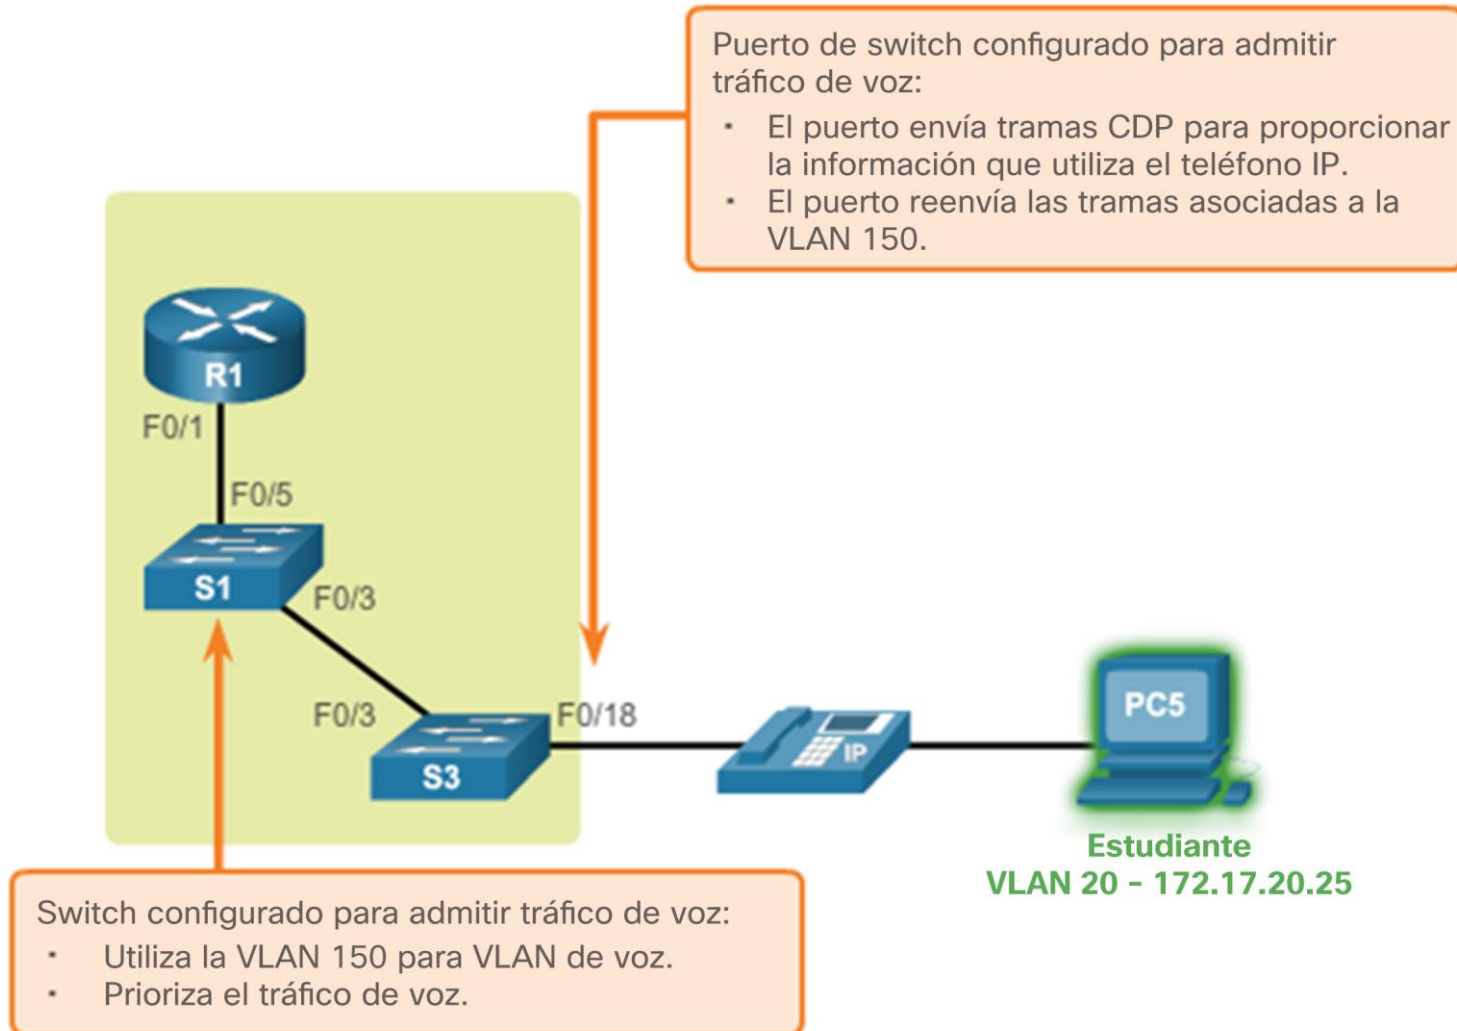 Puerto de switch configurado para admitir
tráfico de voz:
· El puerto envía tramas CDP para proporcionar
la información que utiliza el teléfono IP.
· El puerto reenvía las tramas asociadas a la
VLAN 150.
R1
F0/1
F0/5
S1
F0/3
F0/3
F0/18
S3
IP
PC5
Estudiante
VLAN 20 - 172.17.20.25
Switch configurado para admitir tráfico de voz:
· Utiliza la VLAN 150 para VLAN de voz.
· Prioriza el tráfico de voz.